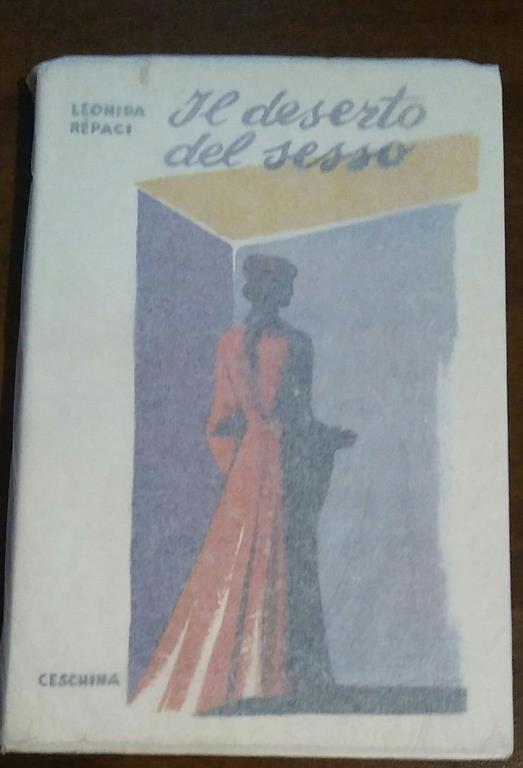 LEONIDA
REPACI
Il deserto
del sesso
CESCHINA